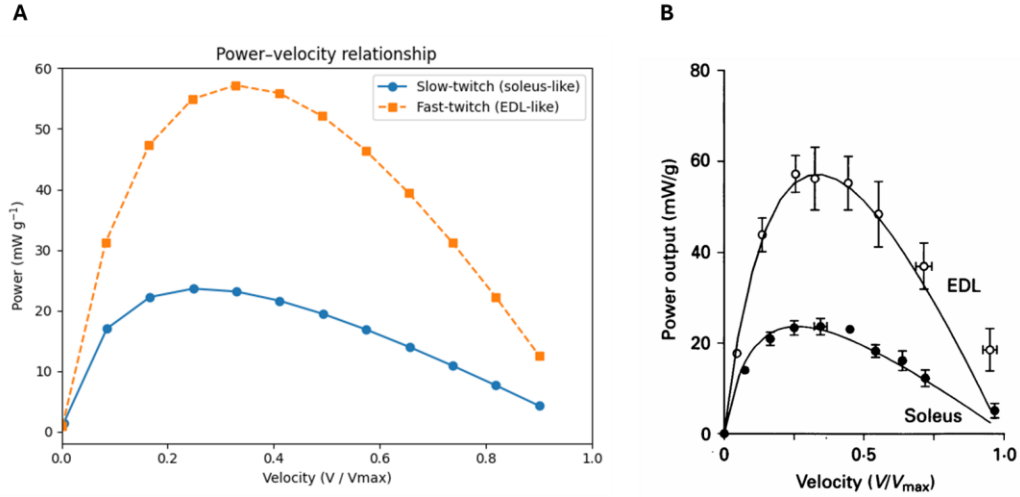 A
Power–velocity relationship
Power (mW g⁻¹)
60
50
40
30
20
10
0
Slow-twitch (soleus-like)
Fast-twitch (EDL-like)
0.0 0.2 0.4 0.6 0.8 1.0
Velocity (V / Vmax)
B
Power output (mW/g)
80
60
40
20
0
EDL
Soleus
0 0·5 1·0
Velocity (V/Vmax)